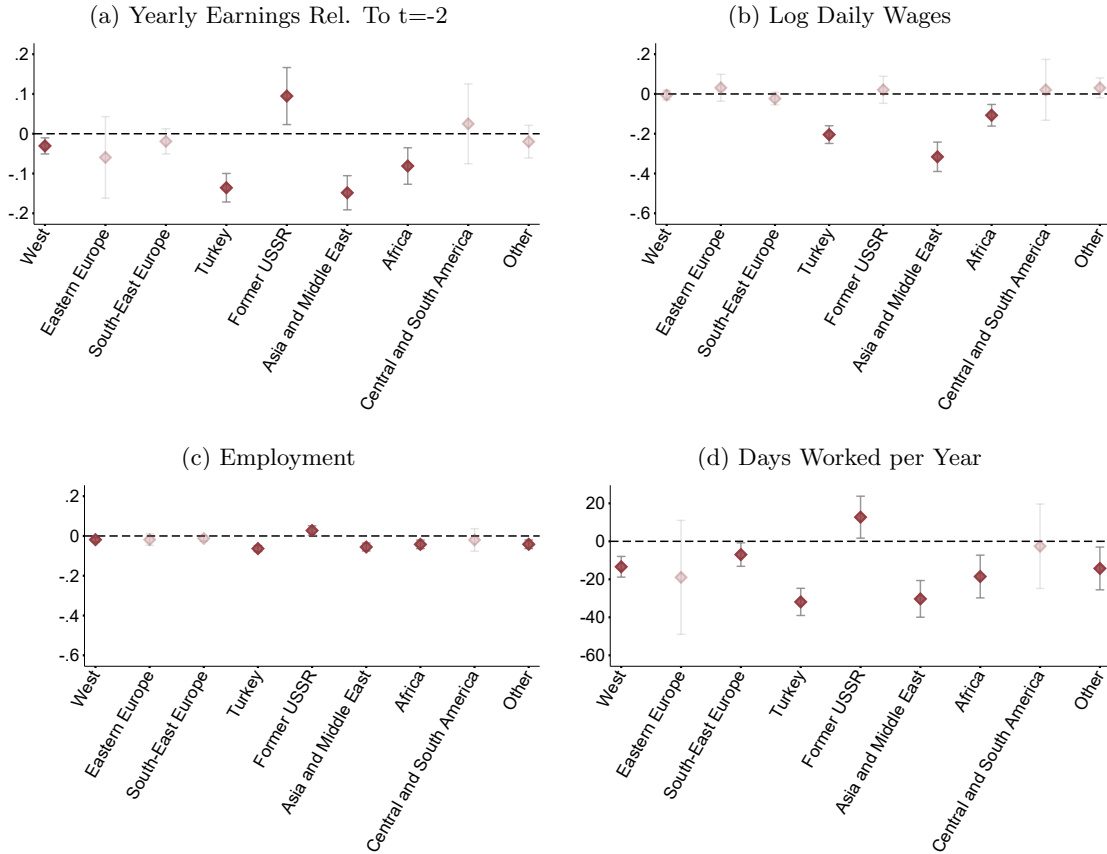 (a) Yearly Earnings Rel. To t=-2
.2
.1
0
-.1
-.2
West
Eastern Europe
South-East Europe
Turkey
Former USSR
Asia and Middle East
Africa
Central and South America
Other
(b) Log Daily Wages
.2
0
-.2
-.4
-.6
West
Eastern Europe
South-East Europe
Turkey
Former USSR
Asia and Middle East
Africa
Central and South America
Other
(c) Employment
.2
0
-.2
-.4
-.6
West
Eastern Europe
South-East Europe
Turkey
Former USSR
Asia and Middle East
Africa
Central and South America
Other
(d) Days Worked per Year
20
0
-20
-40
-60
West
Eastern Europe
South-East Europe
Turkey
Former USSR
Asia and Middle East
Africa
Central and South America
Other